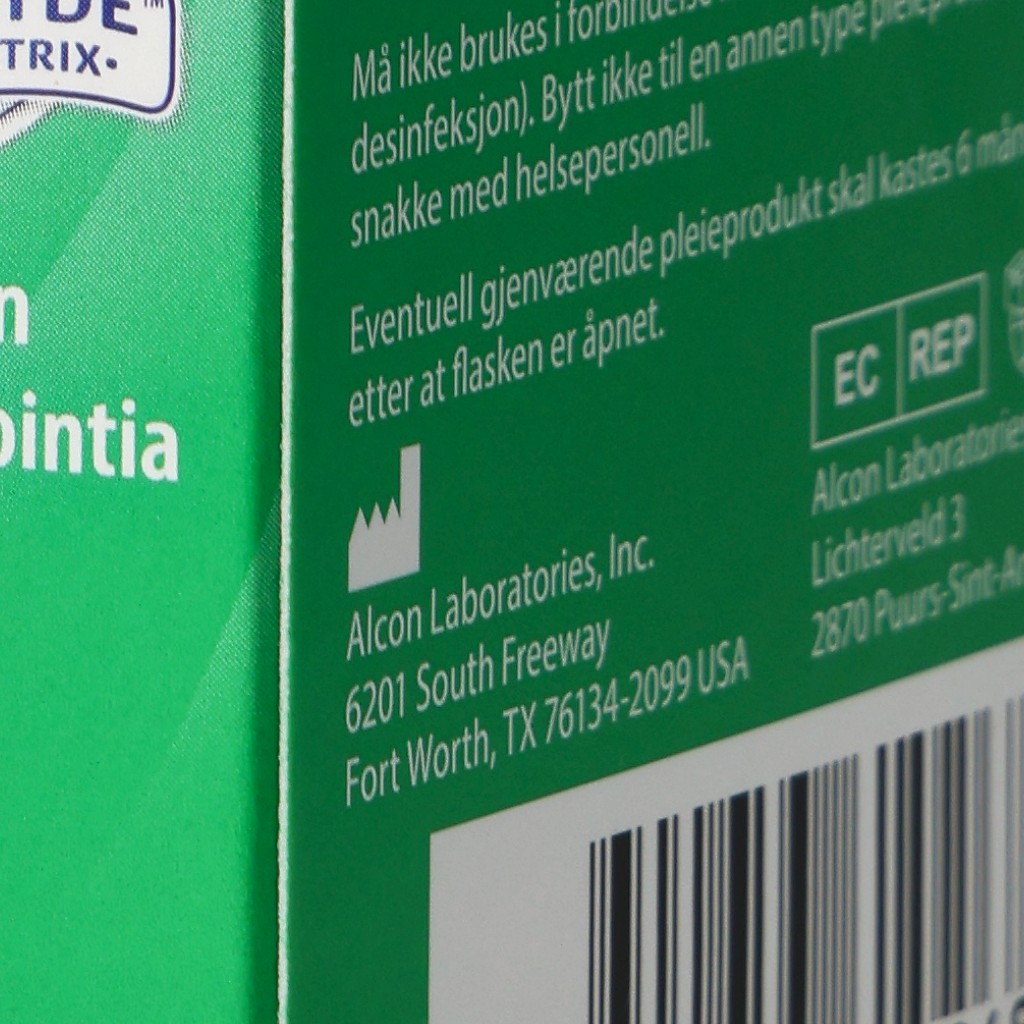 TRIX•
Må ikke brukes i forbindelse
desinfeksjon). Bytt ikke til en annen type
snakke med helsepersonell.
Eventuell gjenværende pleieprodukt skal kastes 6
etter at flasken er åpnet.
EC REP
Alcon Laboratories, Inc.
6201 South Freeway
Fort Worth, TX 76134-2099 USA
Alcon Laboratories
Lichterveld 3
2870 Puurs-Sint-